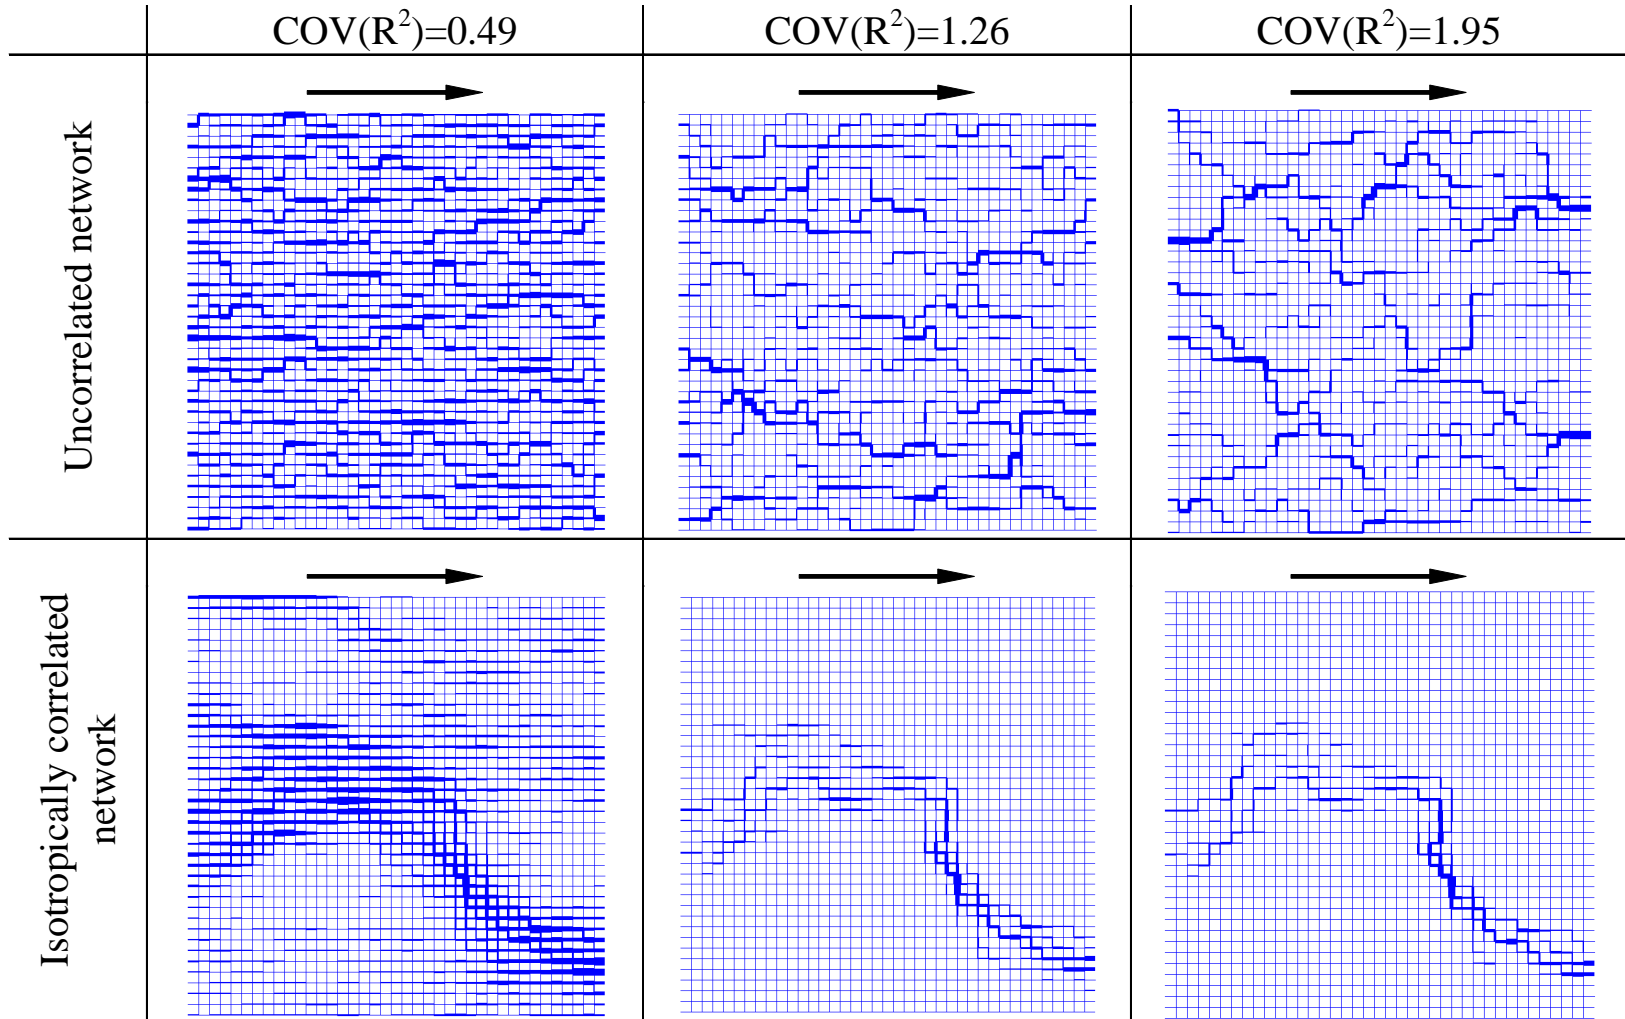 COV(R²)=0.49
COV(R²)=1.26
COV(R²)=1.95
Uncorrelated network
Isotropically correlated
network